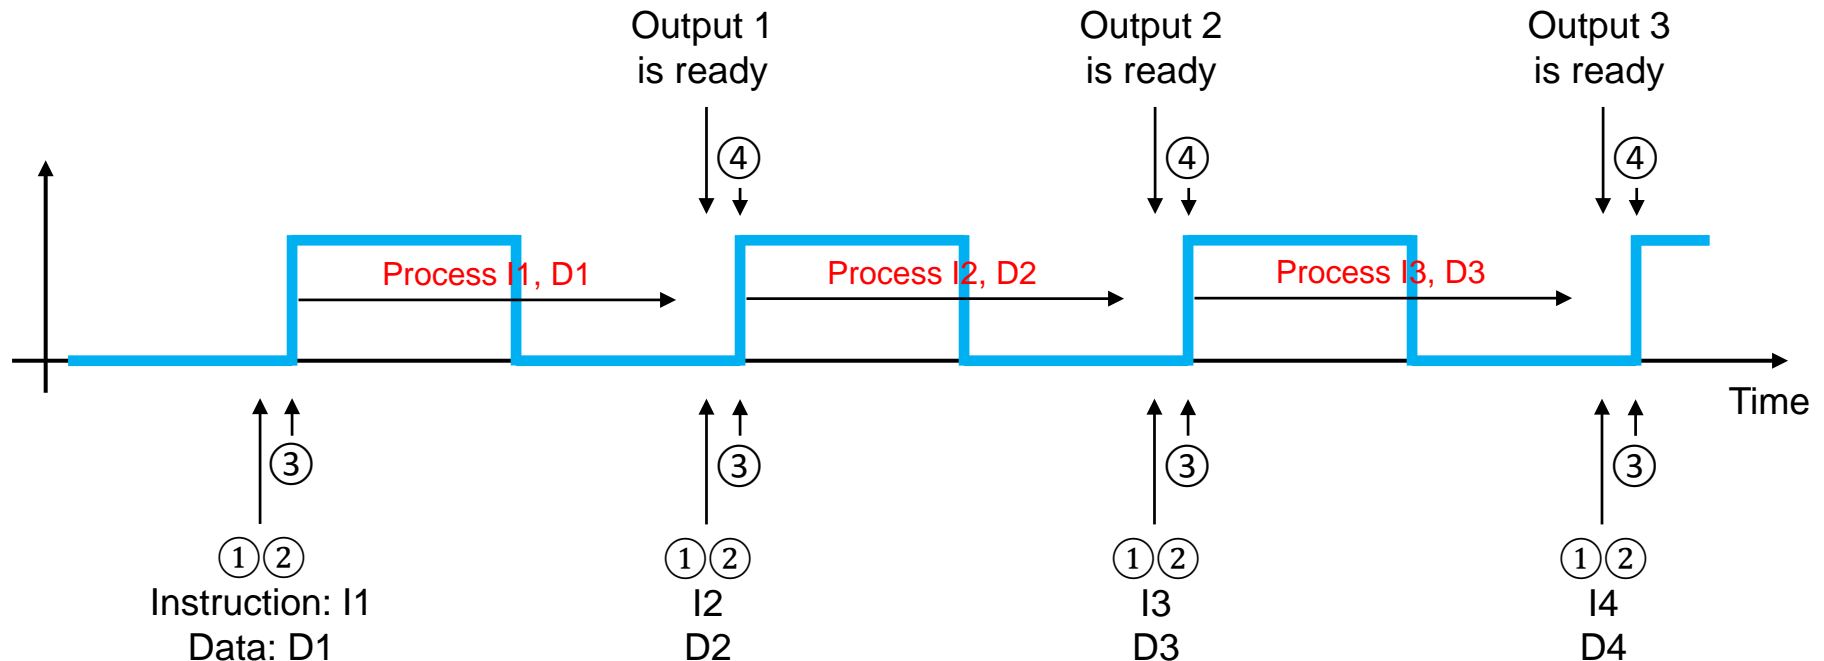 Output 1
is ready
Output 2
is ready
Output 3
is ready
④
④
④
Process I1, D1
Process I2, D2
Process I3, D3
Time
③
③
③
③
①②
Instruction: I1
Data: D1
①②
I2
D2
①②
I3
D3
①②
I4
D4